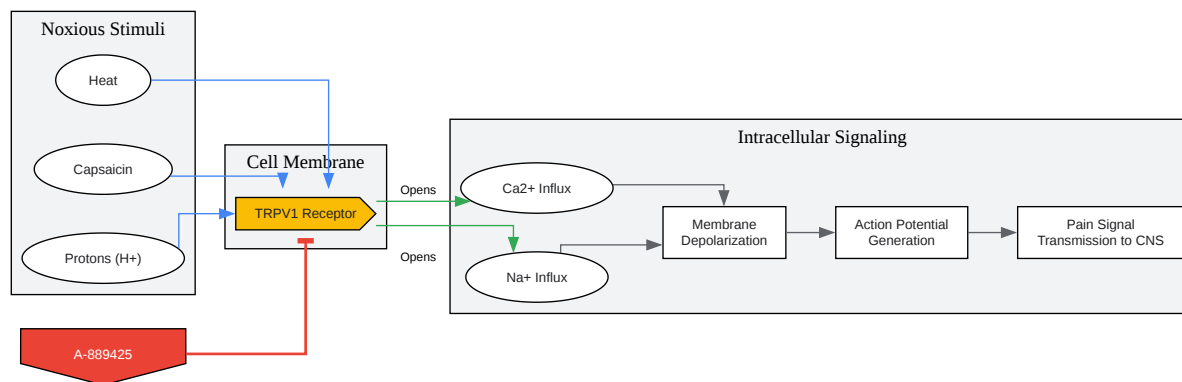 Noxious Stimuli
Heat
Capsaicin
Protons (H+)
A-889425
Cell Membrane
TRPV1 Receptor
Opens
Opens
Intracellular Signaling
Ca2+ Influx
Na+ Influx
Membrane
Depolarization
Action Potential
Generation
Pain Signal
Transmission to CNS